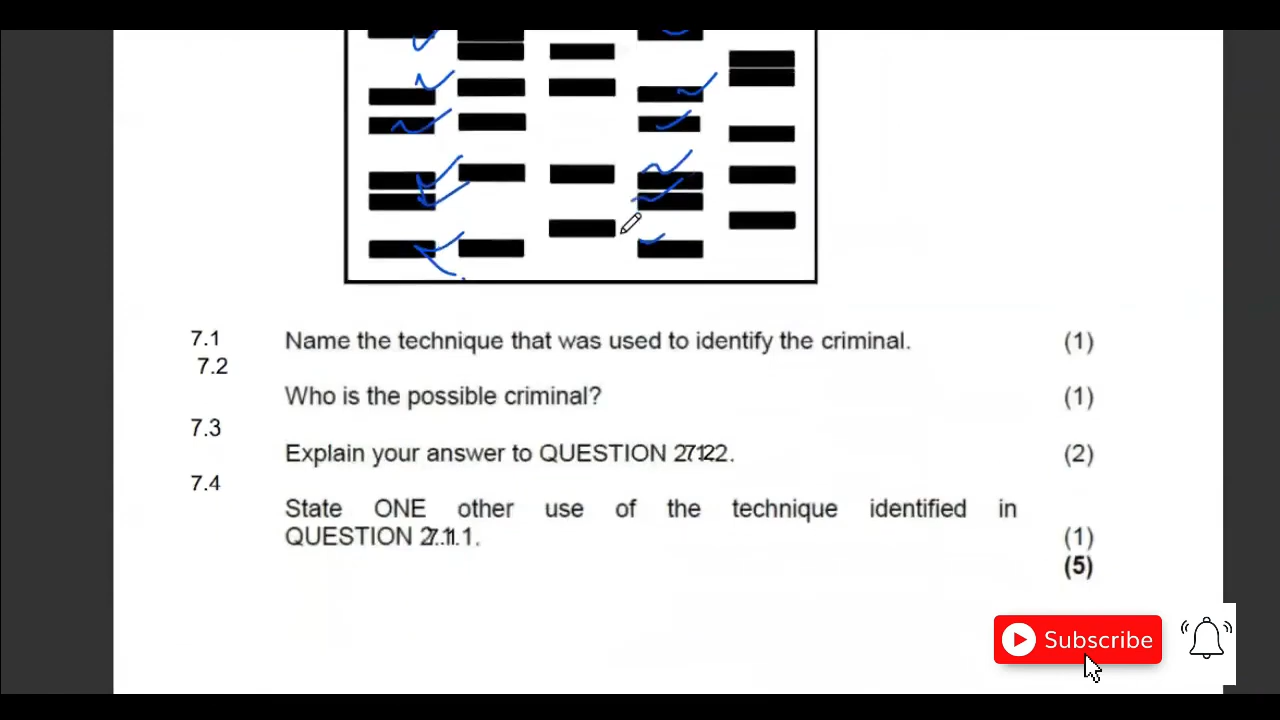 7.1 Name the technique that was used to identify the criminal. (1)
7.2
Who is the possible criminal? (1)
7.3
Explain your answer to QUESTION (2)
7.4
State ONE other use of the technique identified in
QUESTION (1)
(5)
Subscribe